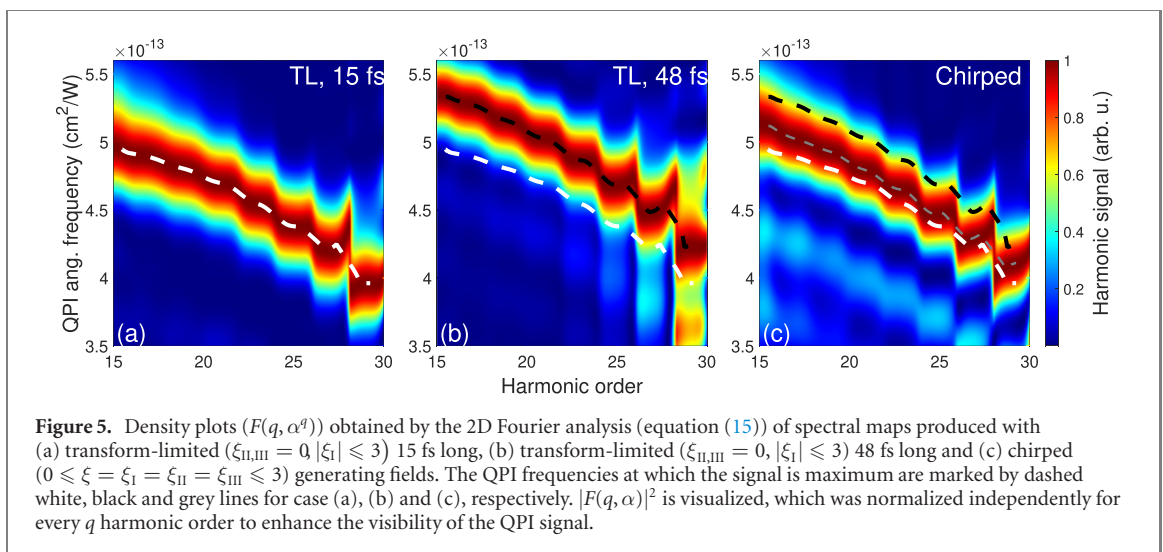 ×10⁻¹³ ×10⁻¹³ ×10⁻¹³
5.5 TL, 15 fs 5.5 TL, 48 fs 5.5 Chirped 1
5 5 5 0.8
4.5 4.5 4.5 0.6
4 4 4 0.4
0.2
(a) (b) (c)
3.5 3.5 3.5
15 20 25 30 15 20 25 30 15 20 25 30
QPI ang. frequency (cm²/W)
Harmonic order
Harmonic signal (arb. u.)
Figure 5. Density plots (F(q, α^q)) obtained by the 2D Fourier analysis (equation (15)) of spectral maps produced with
(a) transform-limited (ξ_II,III = 0, |ξ_I| ⩽ 3) 15 fs long, (b) transform-limited (ξ_II,III = 0, |ξ_I| ⩽ 3) 48 fs long and (c) chirped
(0 ⩽ ξ = ξ_I = ξ_II = ξ_III ⩽ 3) generating fields. The QPI frequencies at which the signal is maximum are marked by dashed
white, black and grey lines for case (a), (b) and (c), respectively. |F(q, α)|² is visualized, which was normalized independently for
every q harmonic order to enhance the visibility of the QPI signal.